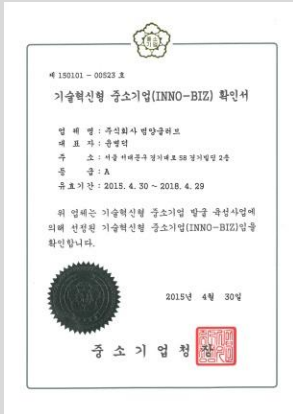 제 150101 - 00523 호
기술혁신형 중소기업(INNO-BIZ) 확인서
업 체 명 : 주식회사 범양글러브
대 표 자 : 윤병덕
주 소 : 서울 서대문구 경기대로 58 경기빌딩 2층
등 급 : A
유효기간 : 2015. 4. 30 ~ 2018. 4. 29
위 업체는 기술혁신형 중소기업 발굴 육성사업에
의해 선정된 기술혁신형 중소기업(INNO-BIZ)임을
확인합니다.
2015년 4월 30일
중 소 기 업 청 장